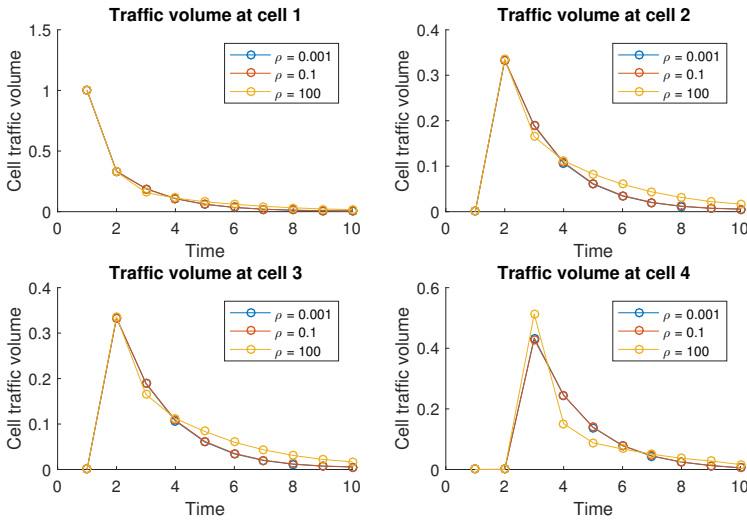 Traffic volume at cell 1
Cell traffic volume
1.5
1
0.5
0
ρ = 0.001
ρ = 0.1
ρ = 100
0 2 4 6 8 10
Time
Traffic volume at cell 2
Cell traffic volume
0.4
0.3
0.2
0.1
0
ρ = 0.001
ρ = 0.1
ρ = 100
0 2 4 6 8 10
Time
Traffic volume at cell 3
Cell traffic volume
0.4
0.3
0.2
0.1
0
ρ = 0.001
ρ = 0.1
ρ = 100
0 2 4 6 8 10
Time
Traffic volume at cell 4
Cell traffic volume
0.6
0.4
0.2
0
ρ = 0.001
ρ = 0.1
ρ = 100
0 2 4 6 8 10
Time